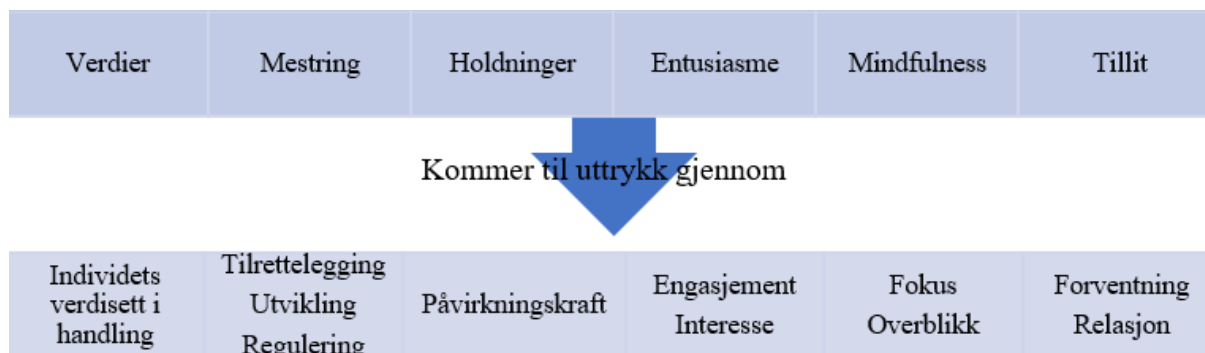 Verdier Mestring Holdninger Entusiasme Mindfulness Tillit
Kommer til uttrykk gjennom
Individets
verdisett i
handling
Tilrettelegging
Utvikling
Regulering
Påvirkningskraft
Engasjement
Interesse
Fokus
Overblikk
Forventning
Relasjon